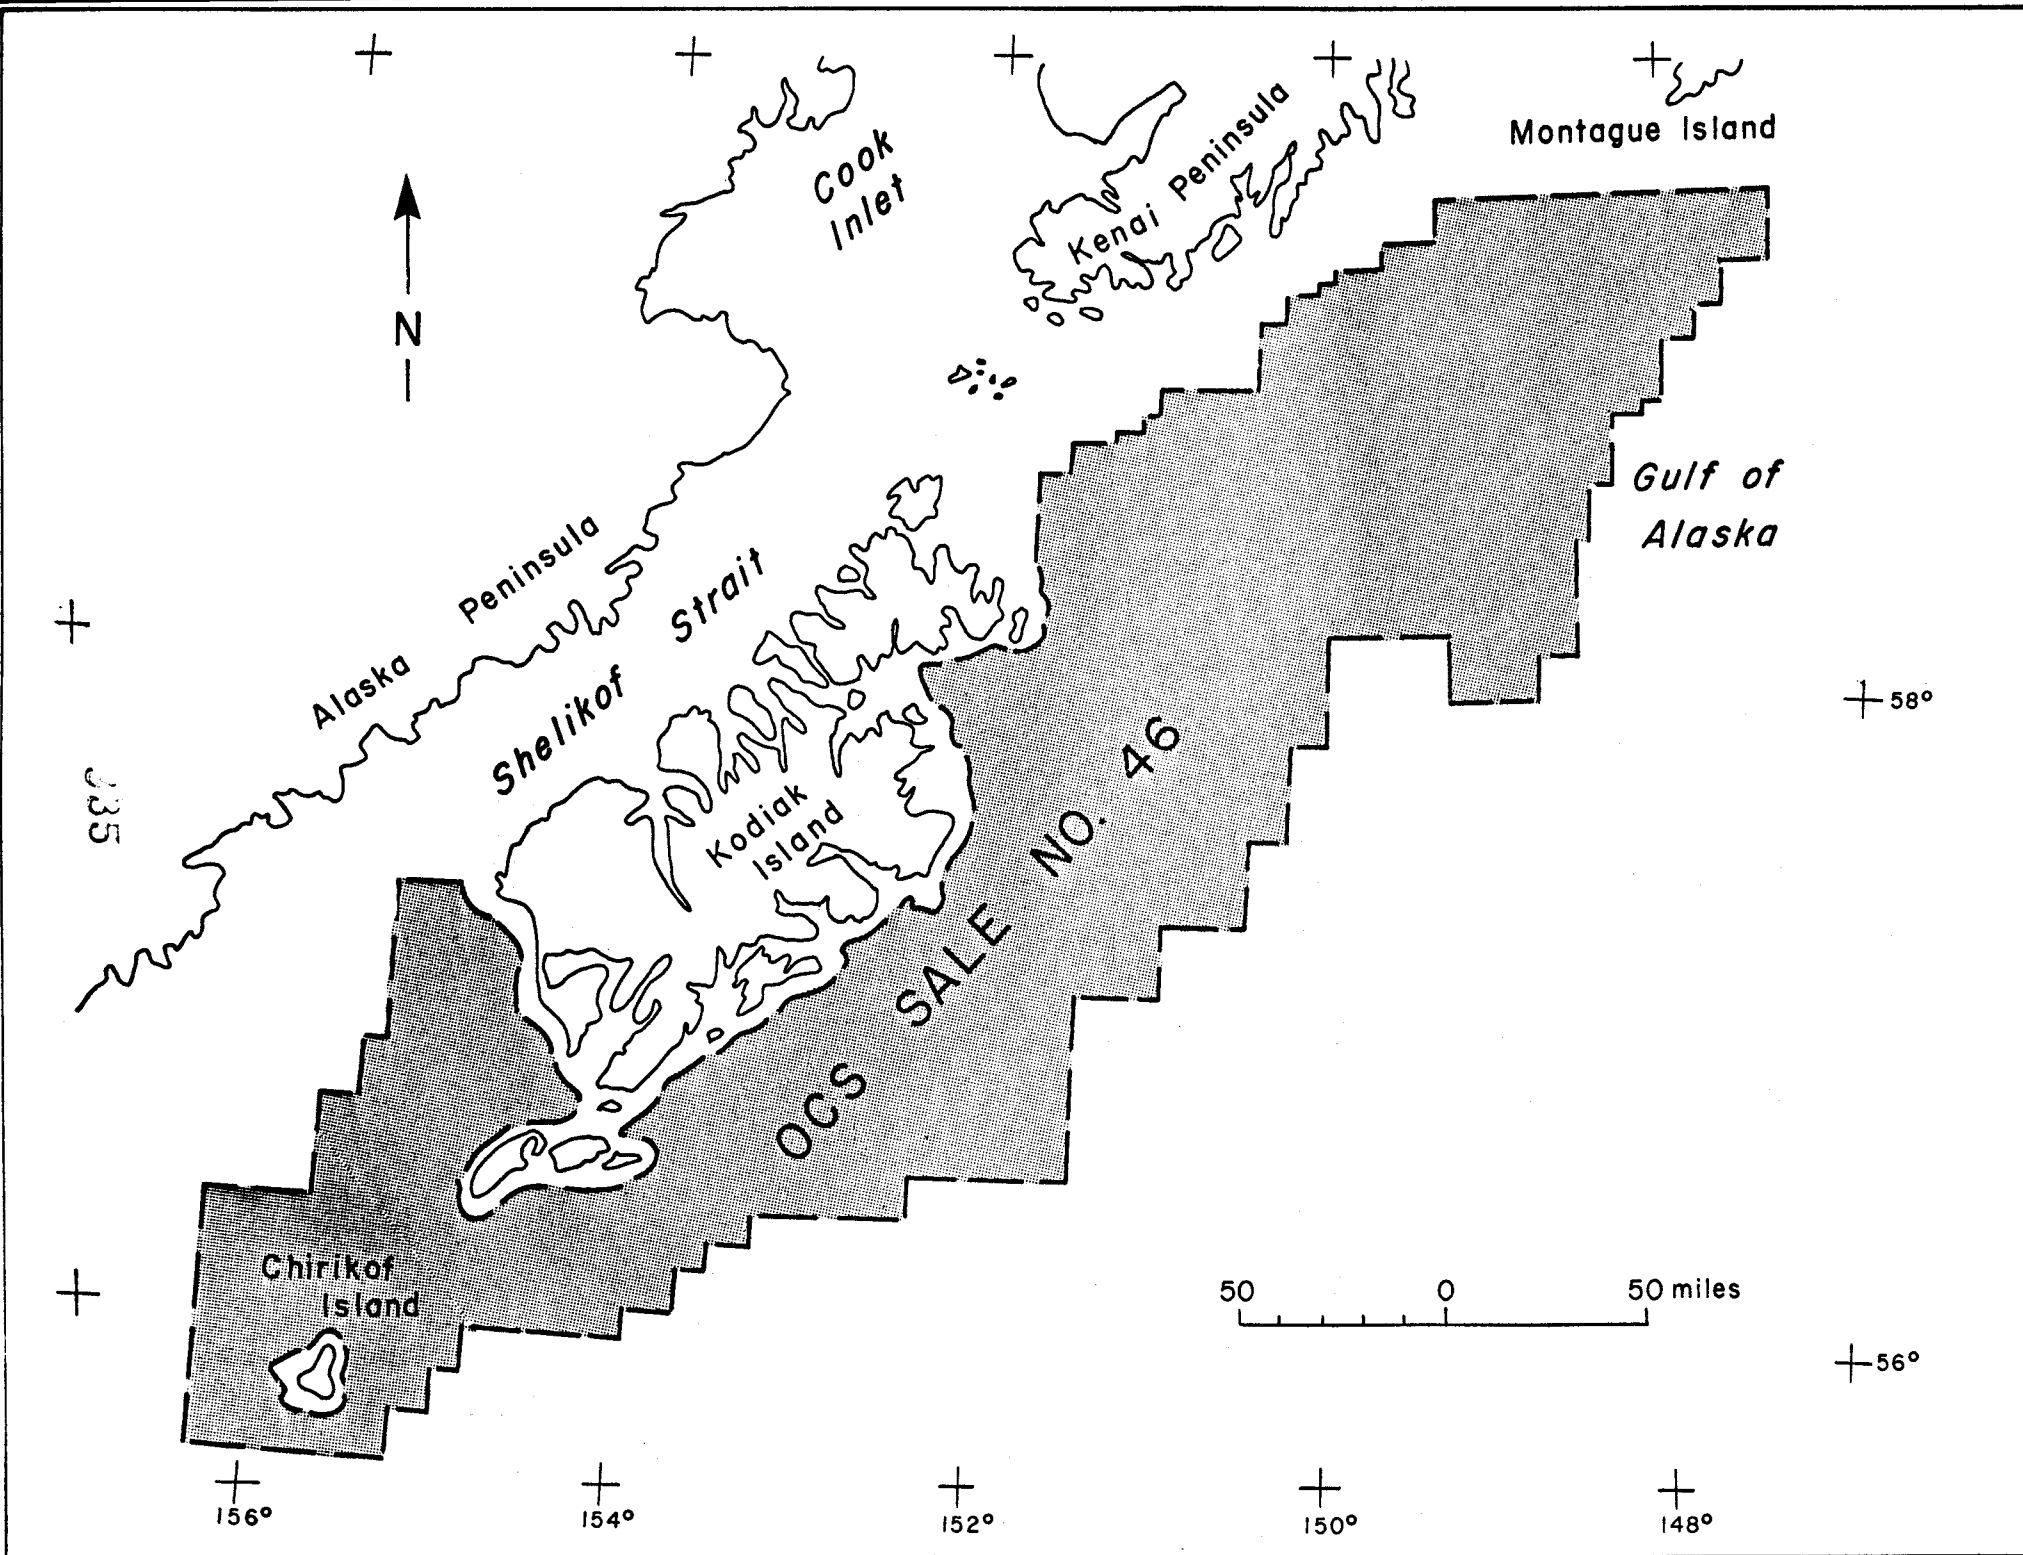 Montague Island
Cook
Inlet
Kenai Peninsula
N
Gulf of
Alaska
Alaska Peninsula
Shelikof Strait
58°
Kodiak
Island
OCS SALE NO. 46
Chirikof
Island
50 0 50 miles
56°
156° 154° 152° 150° 148°